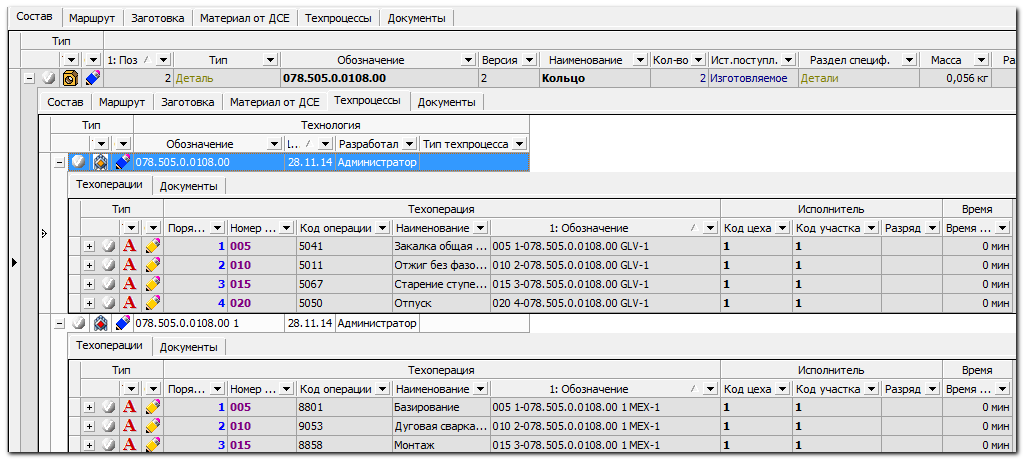 Состав Маршрут Заготовка Материал от ДСЕ Техпроцессы Документы
Тип
1: Поз Тип Обозначение Версия Наименование Кол-во Ист.поступл. Раздел специф. Масса
2 Деталь 078.505.0.0108.00 2 Кольцо 2 Изготовляемое Детали 0,056 кг
Состав Маршрут Заготовка Материал от ДСЕ Техпроцессы Документы
Тип Технология
Обозначение Разработал Тип техпроцесса
078.505.0.0108.00 28.11.14 Администратор
Техоперации Документы
Тип Техоперация Исполнитель Время
Поря... Номер ... Код операции Наименование 1: Обозначение Код цеха Код участка Разряд Время ...
1 005 5041 Закалка общая ... 005 1-078.505.0.0108.00 GLV-1 1 1 0 мин
2 010 5011 Отжиг без фазо... 010 2-078.505.0.0108.00 GLV-1 1 1 0 мин
3 015 5067 Старение ступе... 015 3-078.505.0.0108.00 GLV-1 1 1 0 мин
4 020 5050 Отпуск 020 4-078.505.0.0108.00 GLV-1 1 1 0 мин
078.505.0.0108.00 1 28.11.14 Администратор
Техоперации Документы
Тип Техоперация Исполнитель Время
Поря... Номер ... Код операции Наименование 1: Обозначение Код цеха Код участка Разряд Время ...
1 005 8801 Базирование 005 1-078.505.0.0108.00 1 MEX-1 1 1 0 мин
2 010 9053 Дуговая сварка... 010 2-078.505.0.0108.00 1 MEX-1 1 1 0 мин
3 015 8858 Монтаж 015 3-078.505.0.0108.00 1 MEX-1 1 1 0 мин